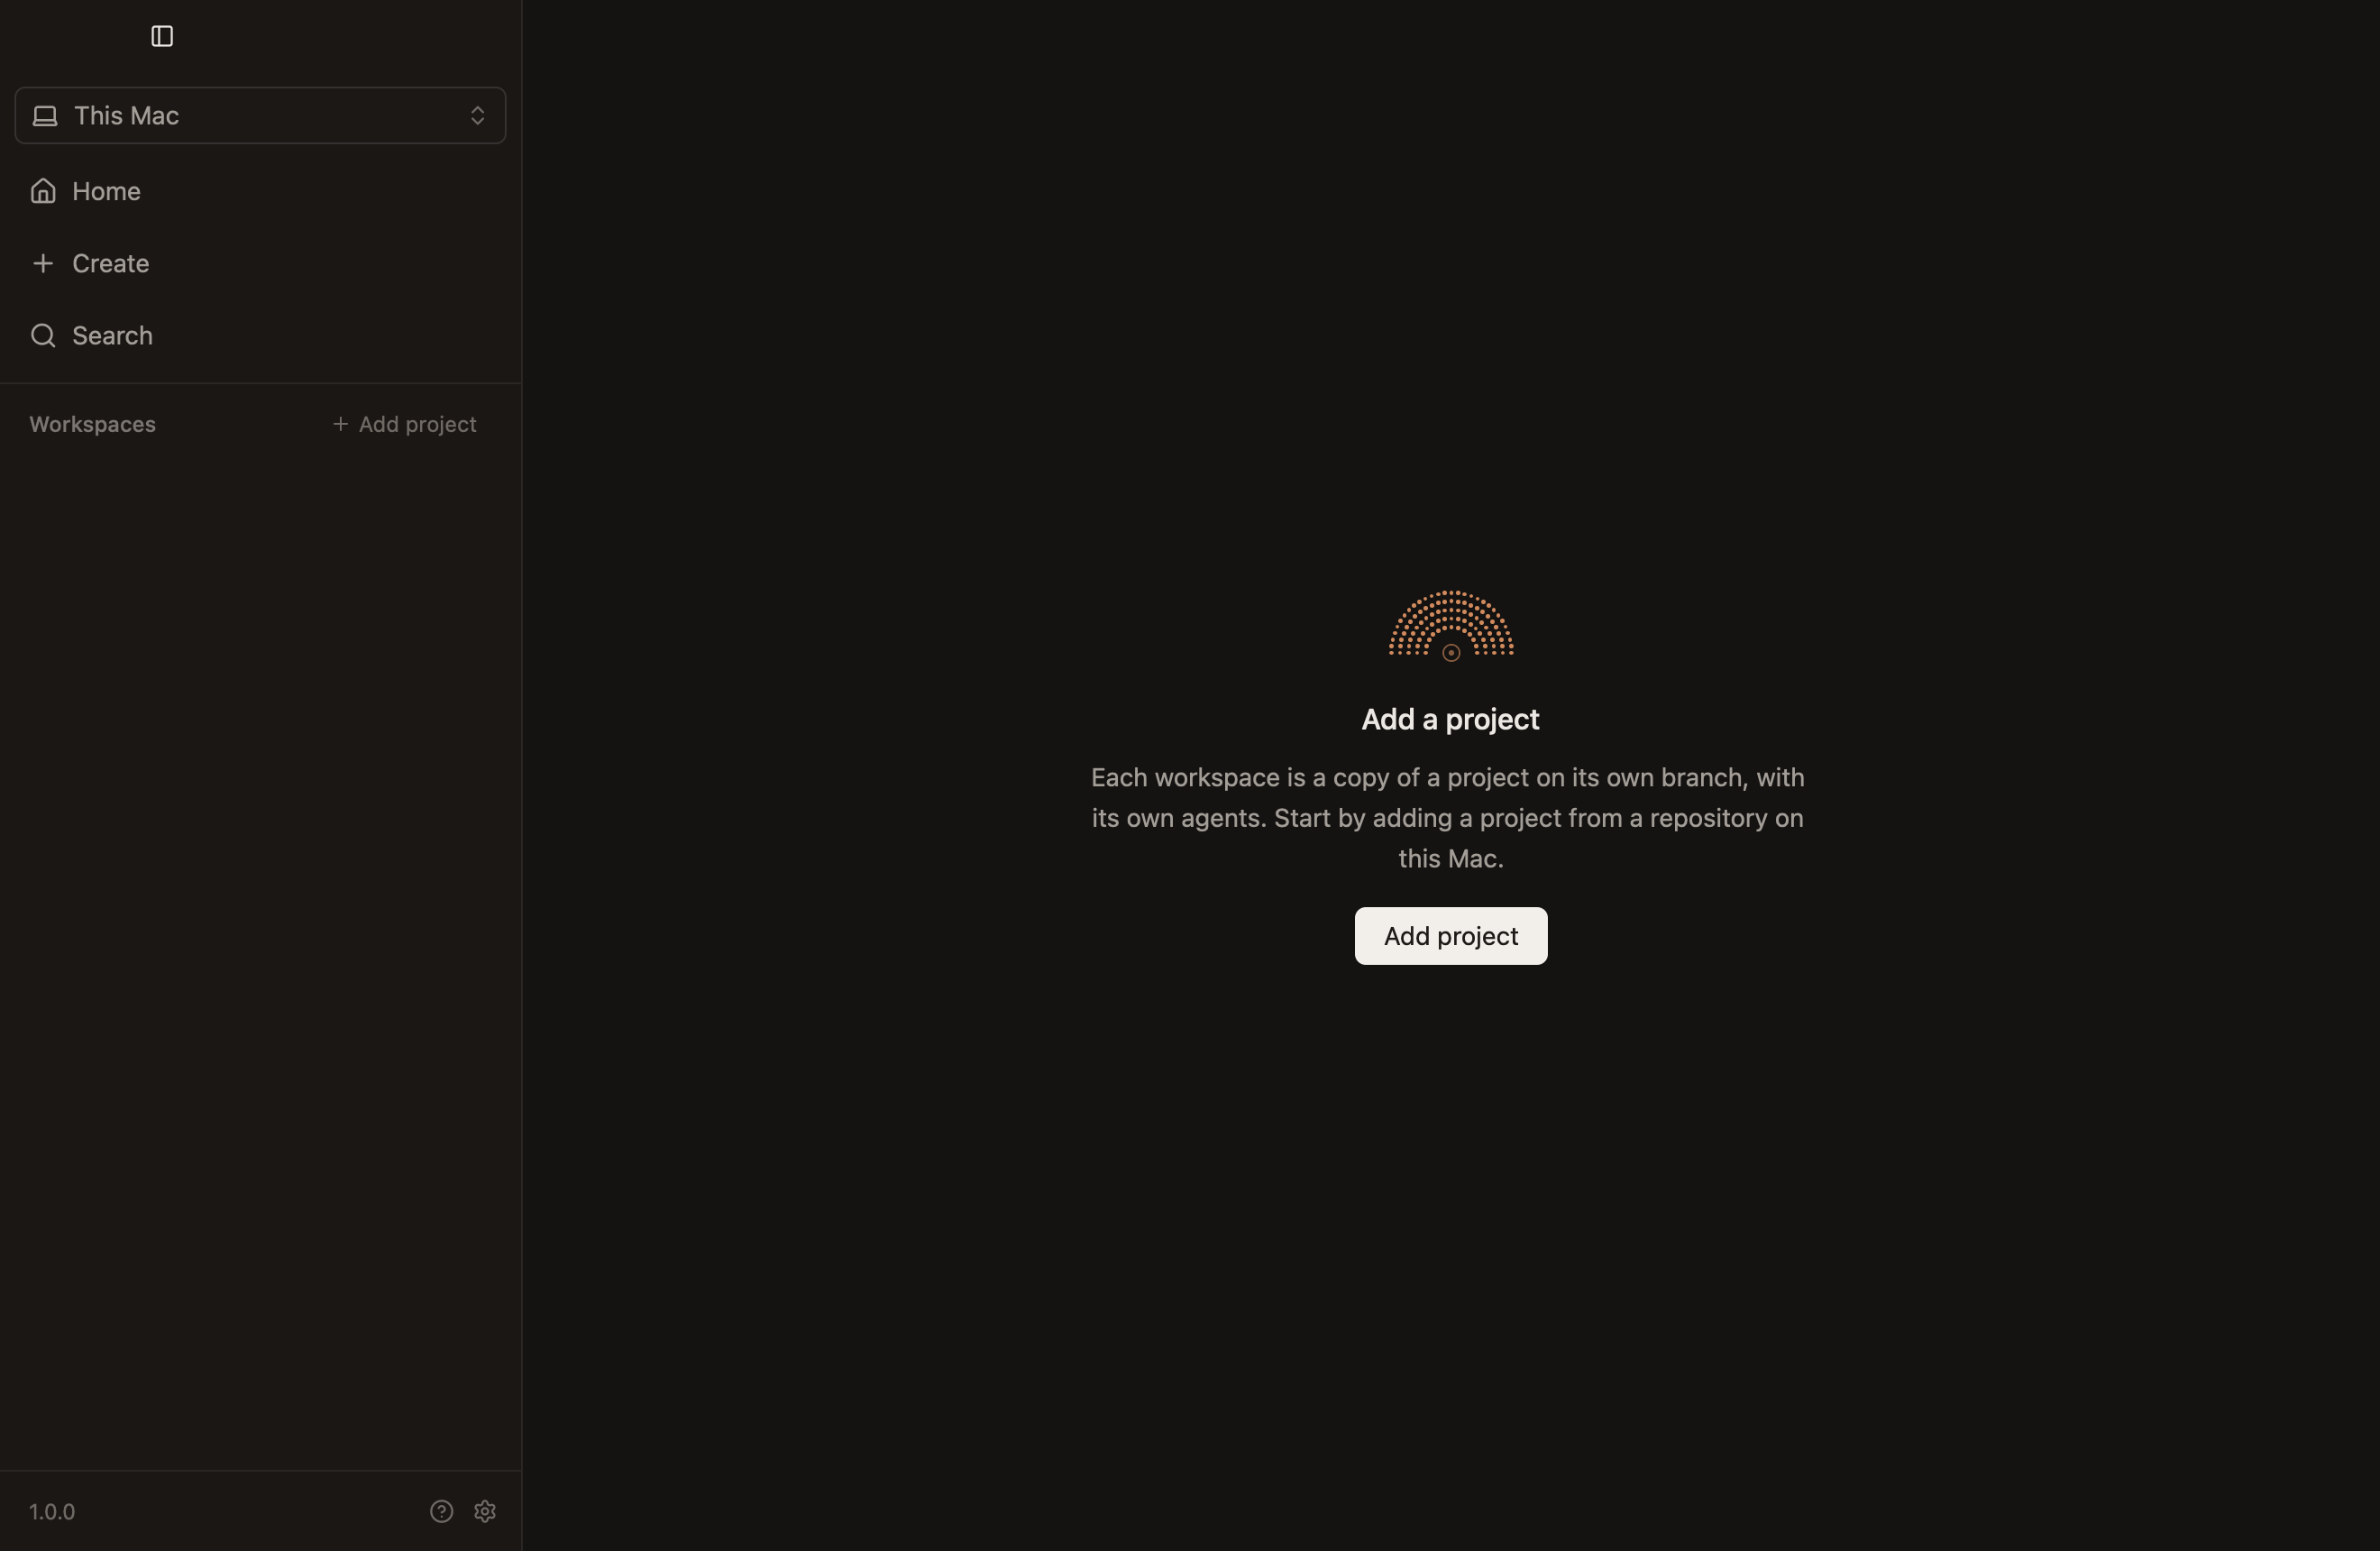 This Mac
Home
Create
Search
Workspaces
Add project
Add a project
Each workspace is a copy of a project on its own branch, with
its own agents. Start by adding a project from a repository on
this Mac.
Add project
1.0.0